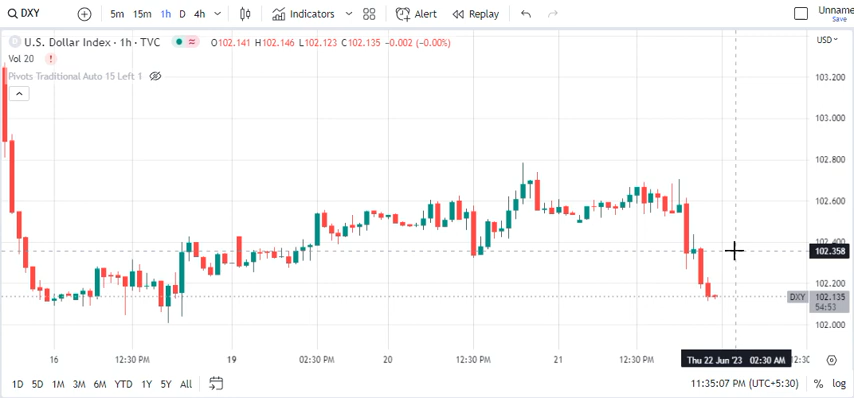 DXY 5m 15m 1h D 4h Indicators Alert Replay Unname
Save
U.S. Dollar Index · 1h · TVC O102.141 H102.146 L102.123 C102.135 -0.002 (-0.00%) USD
Vol 20
Pivots Traditional Auto 15 Left 1
103.200
103.000
102.800
102.600
102.400
102.358
102.200
DXY 102.135
54:53
102.000
16 12:30 PM 19 02:30 PM 20 12:30 PM 21 12:30 PM Thu 22 Jun '23 02:30 AM 12:30
1D 5D 1M 3M 6M YTD 1Y 5Y All 11:35:07 PM (UTC+5:30) % log